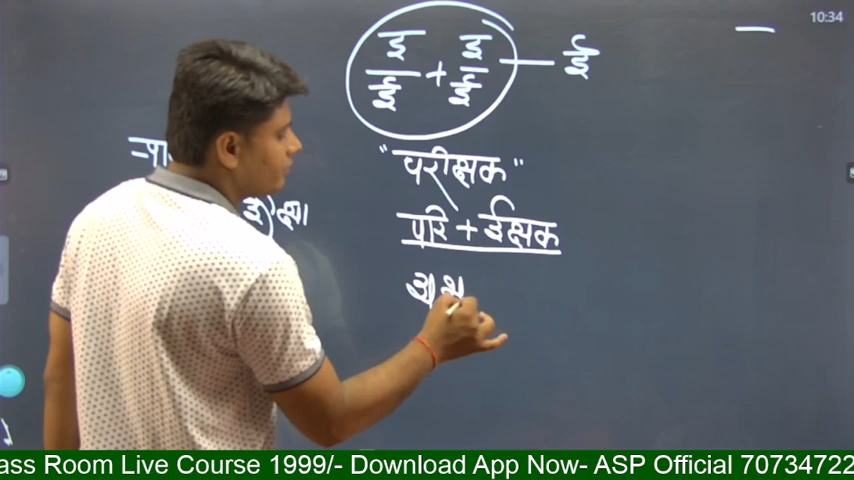 10:34
इ + इ — ई
ई ई
"परीक्षक"
परि + ईक्षक
ass Room Live Course 1999/- Download App Now- ASP Official 70734722